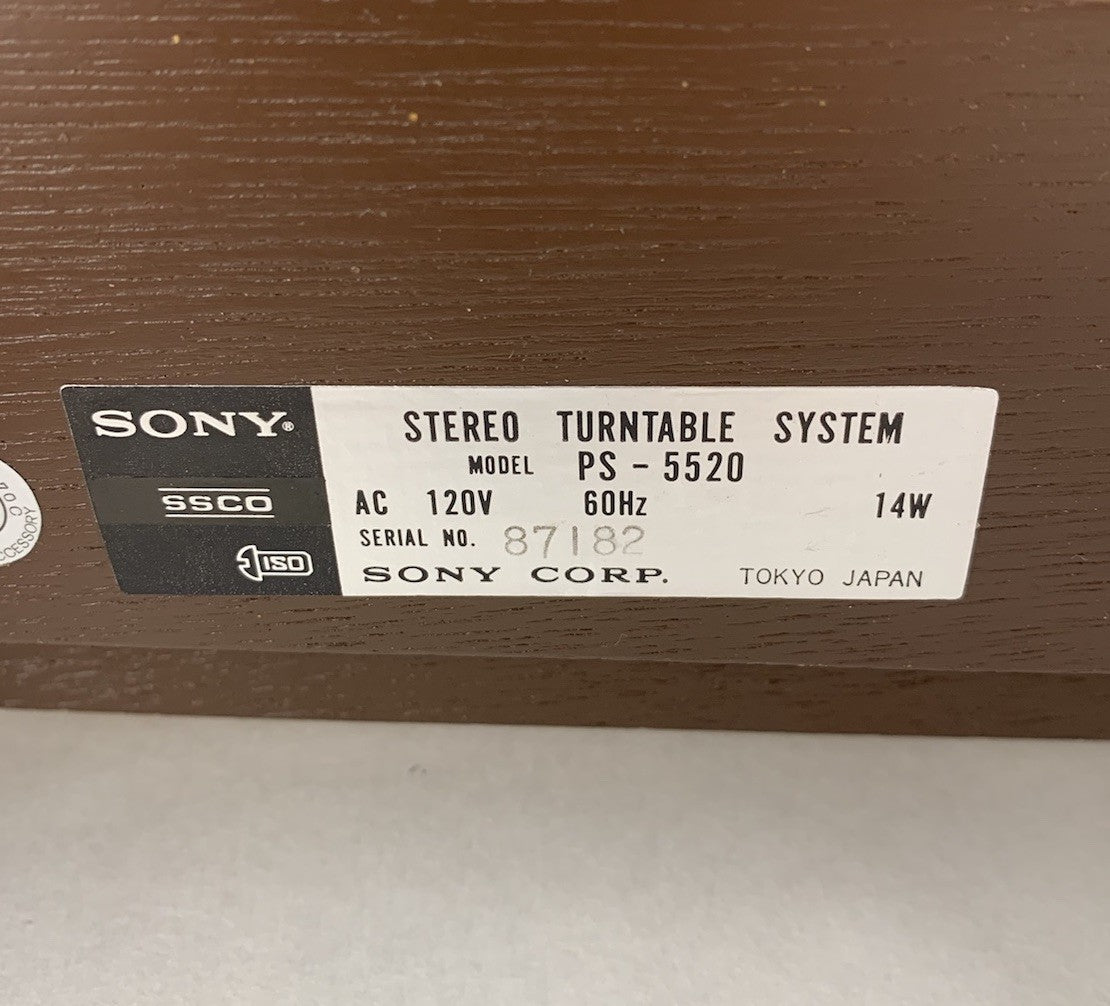 SONY®
SSCO
ISO
STEREO TURNTABLE SYSTEM
MODEL PS - 5520
AC 120V 60Hz 14W
SERIAL NO. 87182
SONY CORP. TOKYO JAPAN